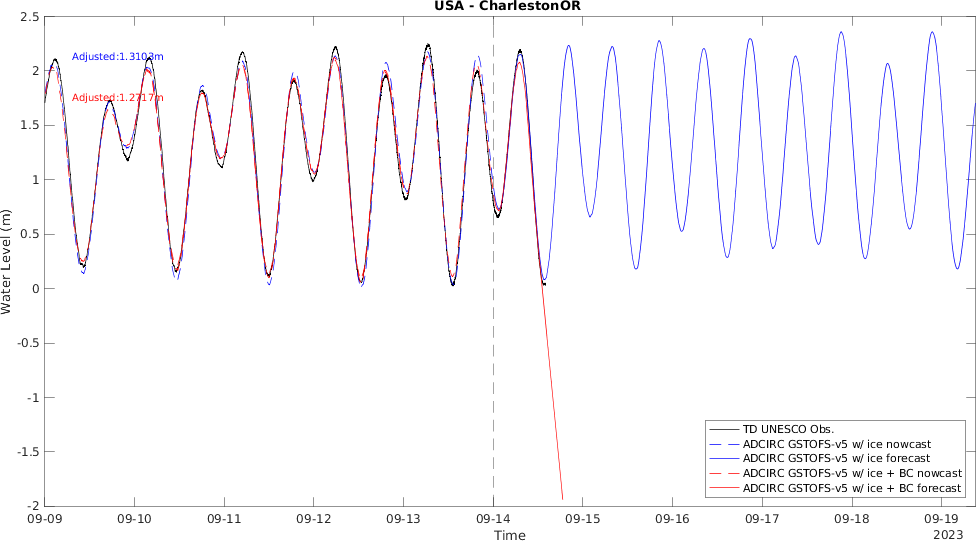 USA - CharlestonOR
2.5
2
1.5
1
0.5
0
-0.5
-1
-1.5
-2
Water Level (m)
Adjusted:1.3103m
Adjusted:1.2717m
TD UNESCO Obs.
ADCIRC GSTOFS-v5 w/ ice nowcast
ADCIRC GSTOFS-v5 w/ ice forecast
ADCIRC GSTOFS-v5 w/ ice + BC nowcast
ADCIRC GSTOFS-v5 w/ ice + BC forecast
09-09 09-10 09-11 09-12 09-13 09-14 09-15 09-16 09-17 09-18 09-19
Time
2023